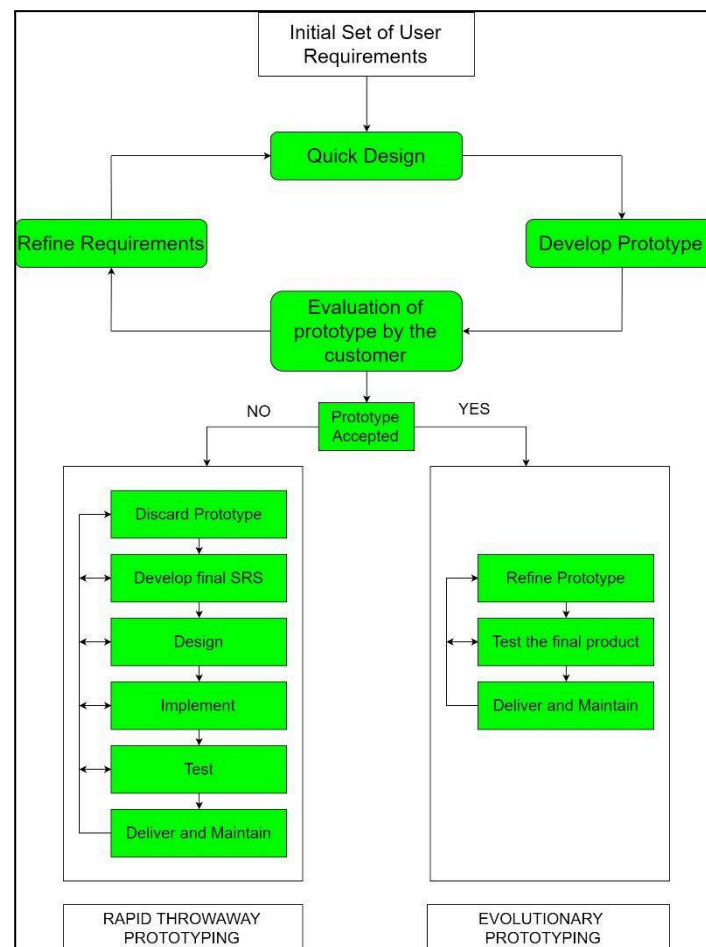 Initial Set of User
Requirements
Quick Design
Refine Requirements
Develop Prototype
Evaluation of
prototype by the
customer
NO
YES
Prototype
Accepted
Discard Prototype
Develop final SRS
Design
Implement
Test
Deliver and Maintain
Refine Prototype
Test the final product
Deliver and Maintain
RAPID THROWAWAY
PROTOTYPING
EVOLUTIONARY
PROTOTYPING